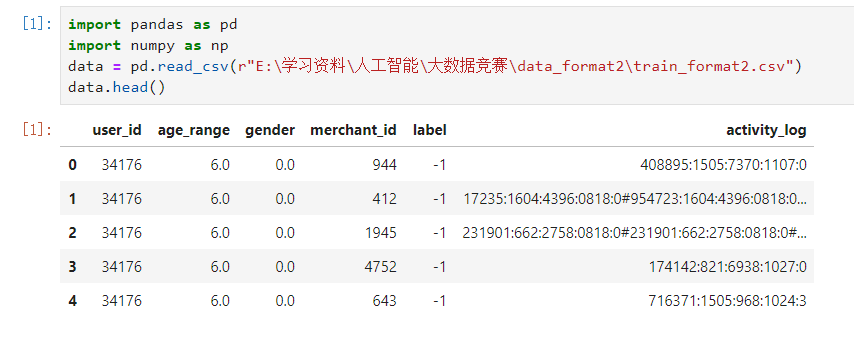 [1]: import pandas as pd
import numpy as np
data = pd.read_csv(r"E:\学习资料\人工智能\大数据竞赛\data_format2\train_format2.csv")
data.head()
[1]: user_id age_range gender merchant_id label activity_log
0 34176 6.0 0.0 944 -1 408895:1505:7370:1107:0
1 34176 6.0 0.0 412 -1 17235:1604:4396:0818:0#954723:1604:4396:0818:0...
2 34176 6.0 0.0 1945 -1 231901:662:2758:0818:0#231901:662:2758:0818:0#...
3 34176 6.0 0.0 4752 -1 174142:821:6938:1027:0
4 34176 6.0 0.0 643 -1 716371:1505:968:1024:3